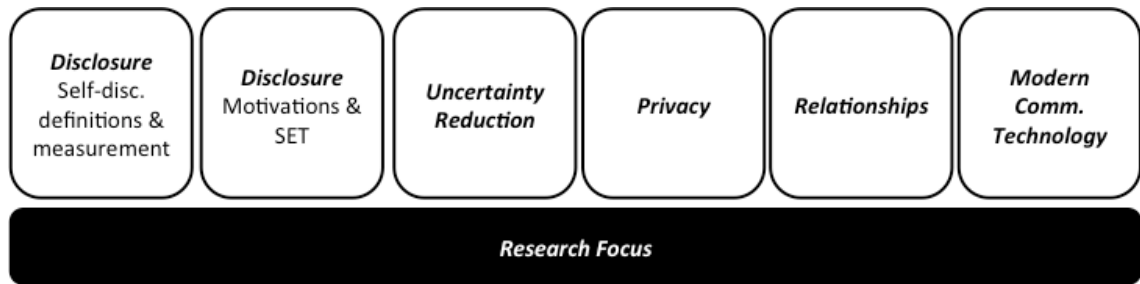 Disclosure
Self-disc.
definitions &
measurement
Disclosure
Motivations &
SET
Uncertainty
Reduction
Privacy
Relationships
Modern
Comm.
Technology
Research Focus